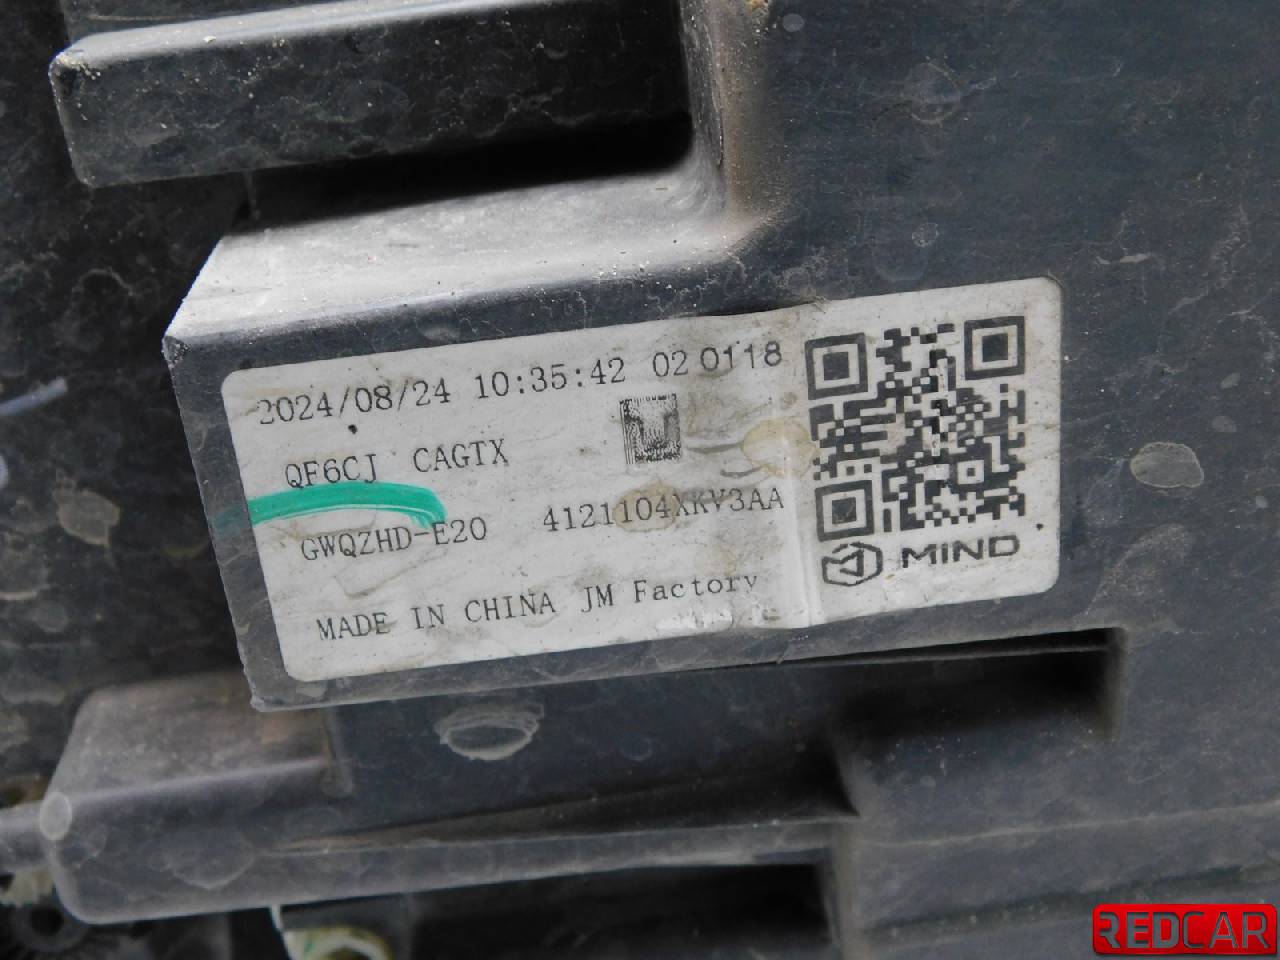 2024/08/24 10:35:42 02 0118
QF6CJ CAGTX
GWQZHD-E20 4121104XKV3AA
MIND
MADE IN CHINA JM Factory
REDCAR